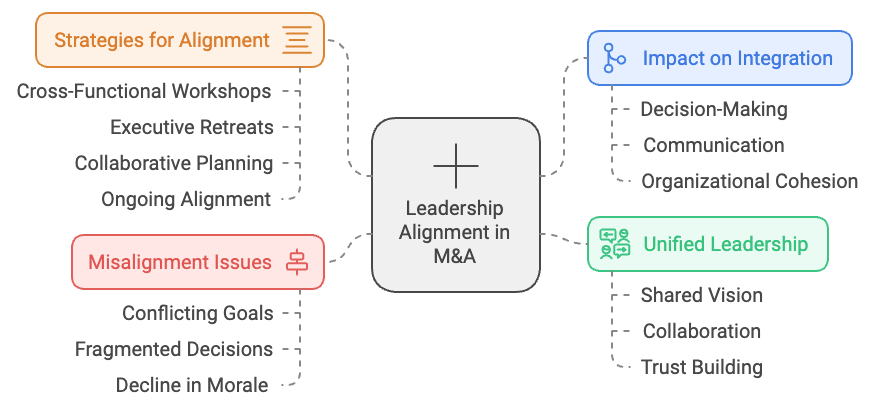 Strategies for Alignment
Cross-Functional Workshops
Executive Retreats
Collaborative Planning
Ongoing Alignment
Misalignment Issues
Conflicting Goals
Fragmented Decisions
Decline in Morale
Leadership
Alignment in
M&A
Impact on Integration
Decision-Making
Communication
Organizational Cohesion
Unified Leadership
Shared Vision
Collaboration
Trust Building